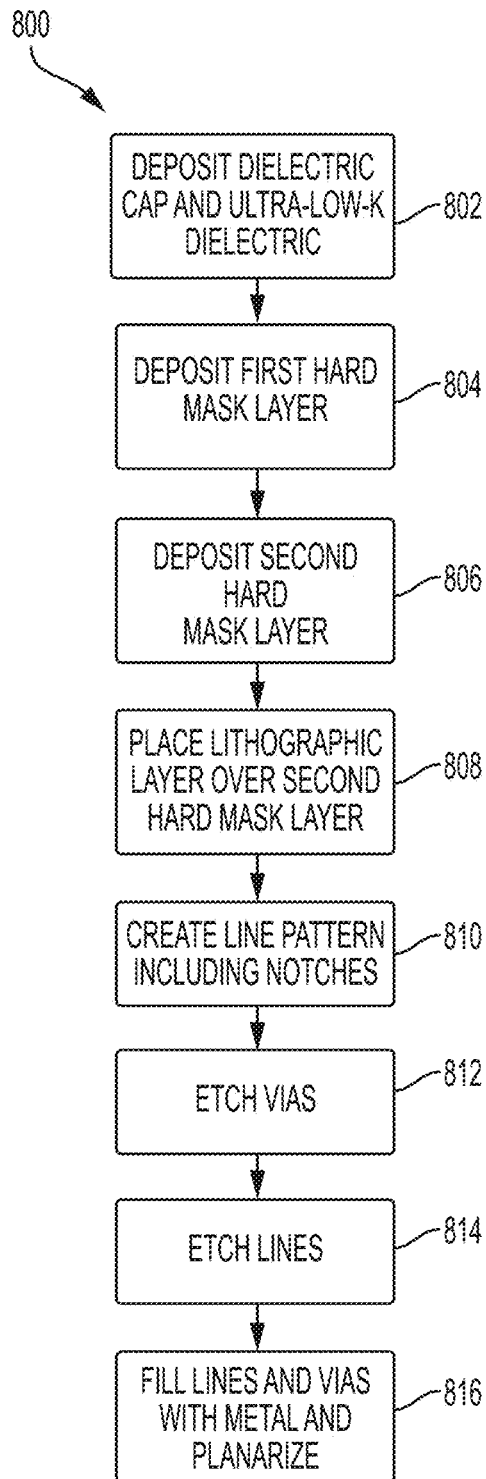 800
DEPOSIT DIELECTRIC
CAP AND ULTRA-LOW-K
DIELECTRIC
802
DEPOSIT FIRST HARD
MASK LAYER
804
DEPOSIT SECOND
HARD
MASK LAYER
806
PLACE LITHOGRAPHIC
LAYER OVER SECOND
HARD MASK LAYER
808
CREATE LINE PATTERN
INCLUDING NOTCHES
810
ETCH VIAS
812
ETCH LINES
814
FILL LINES AND VIAS
WITH METAL AND
PLANARIZE
816